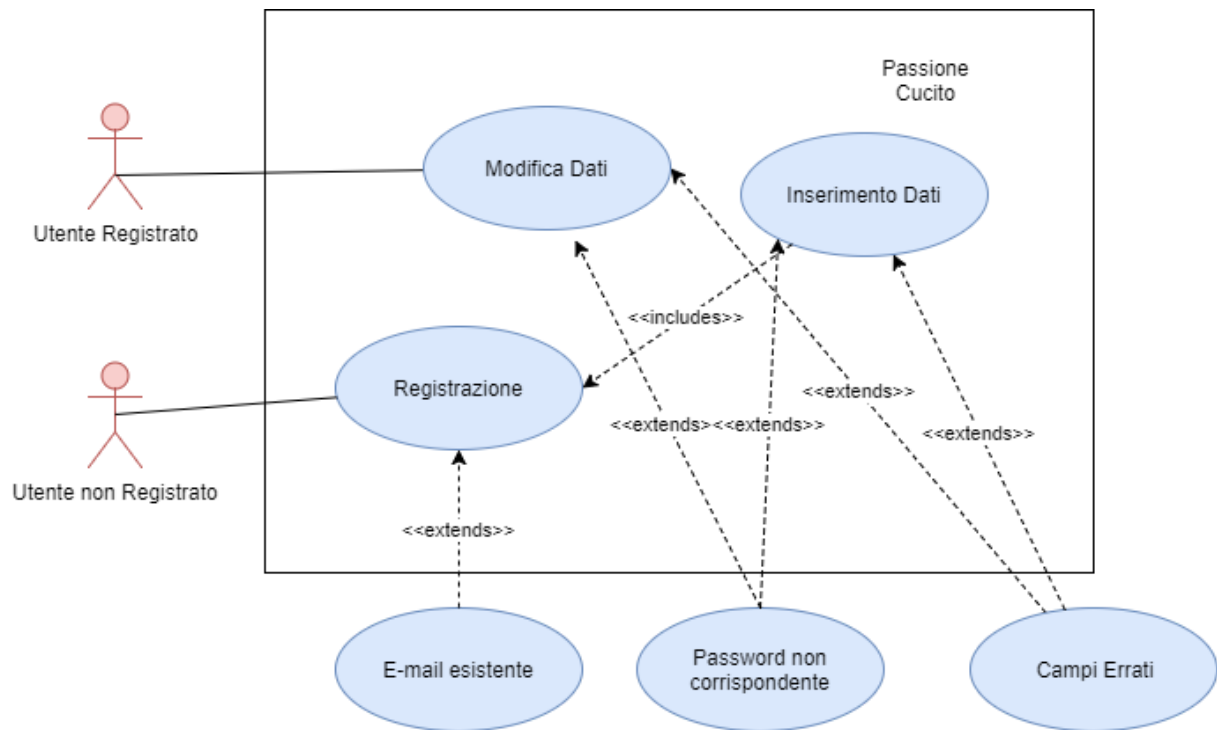 Passione
Cucito
Modifica Dati
Inserimento Dati
Utente Registrato
<<includes>>
Registrazione
<<extends>>
<<extends>
<<extends>>
<<extends>>
Utente non Registrato
<<extends>>
E-mail esistente
Password non
corrispondente
Campi Errati